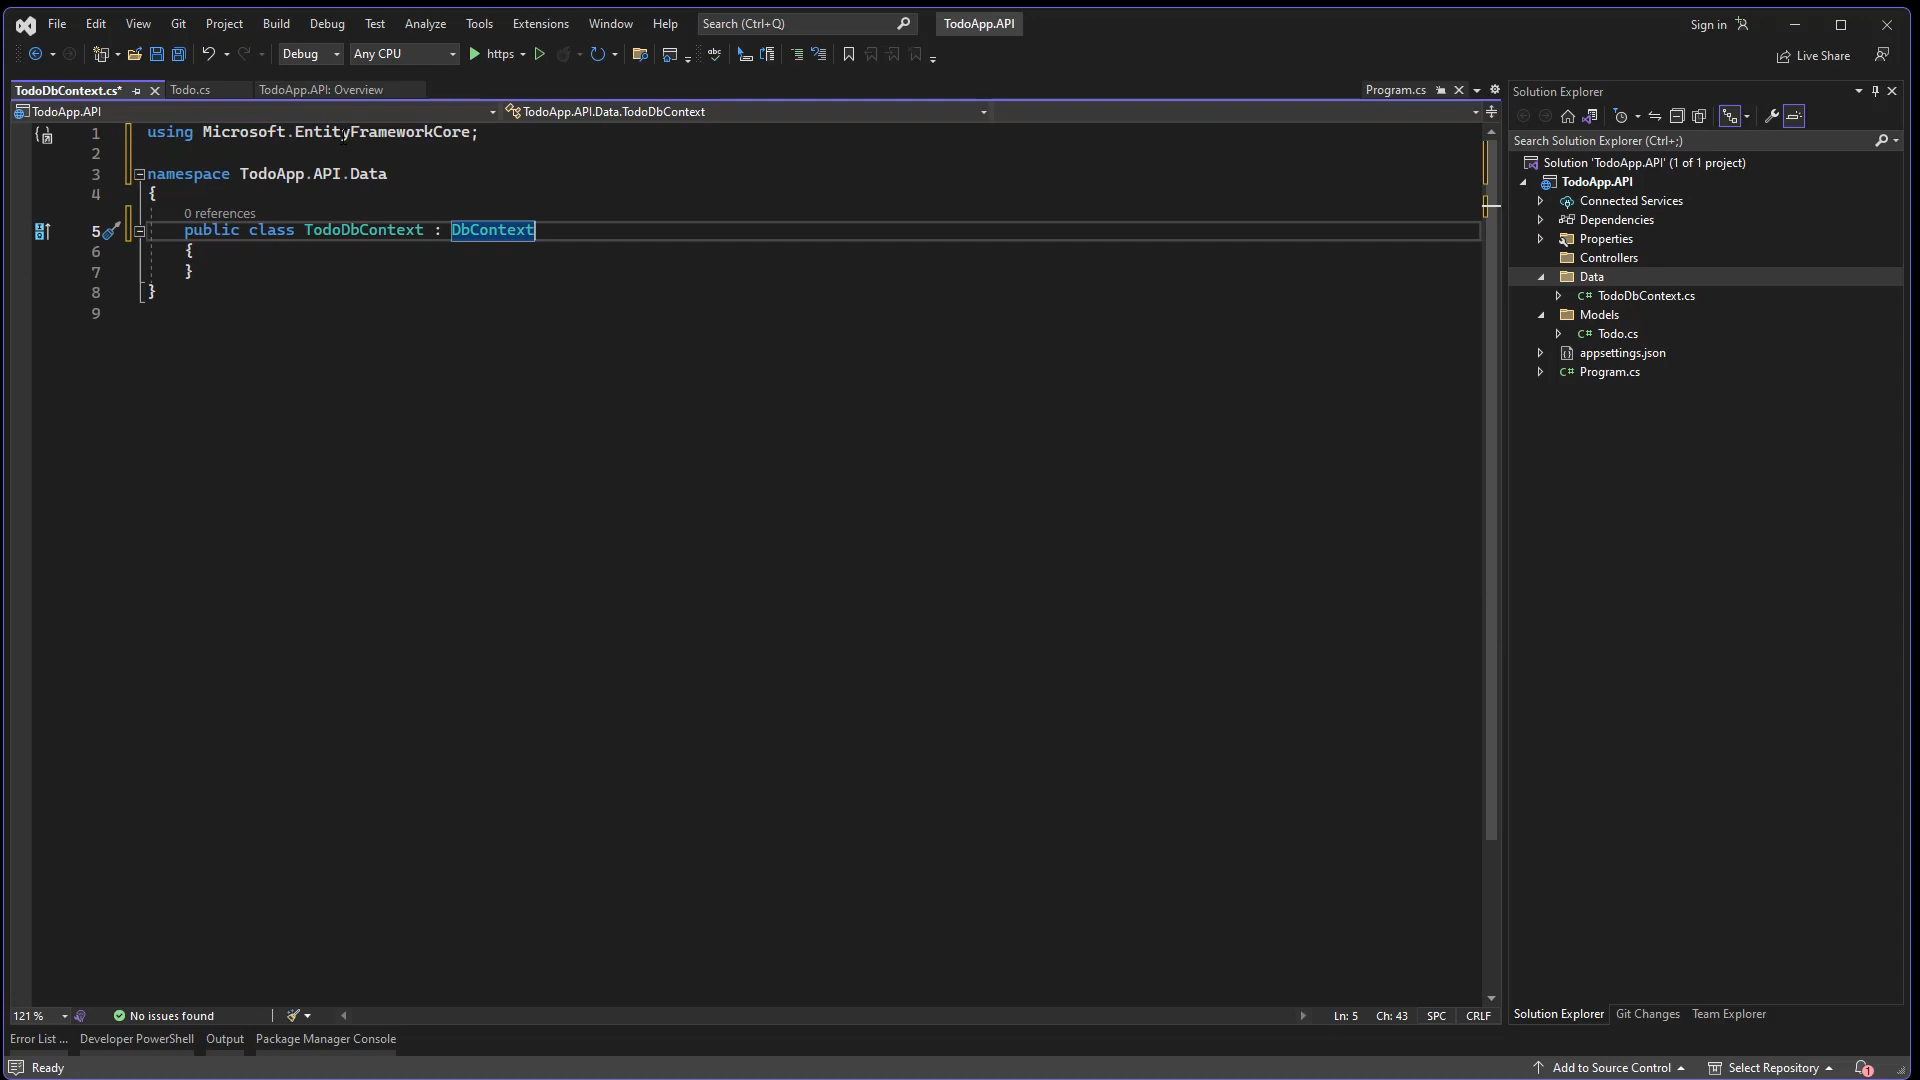 File Edit View Git Project Build Debug Test Analyze Tools Extensions Window Help Search (Ctrl+Q) TodoApp.API Sign in
Debug Any CPU https Live Share
TodoDbContext.cs* Todo.cs TodoApp.API: Overview Program.cs
TodoApp.API TodoApp.API.Data.TodoDbContext
1 using Microsoft.EntityFrameworkCore;
2
3 namespace TodoApp.API.Data
4 {
0 references
5 public class TodoDbContext : DbContext
6 {
7 }
8 }
9
Solution Explorer
Search Solution Explorer (Ctrl+;)
Solution 'TodoApp.API' (1 of 1 project)
TodoApp.API
Connected Services
Dependencies
Properties
Controllers
Data
C# TodoDbContext.cs
Models
C# Todo.cs
appsettings.json
C# Program.cs
121 % No issues found Ln: 5 Ch: 43 SPC CRLF
Solution Explorer Git Changes Team Explorer
Error List ... Developer PowerShell Output Package Manager Console
Ready Add to Source Control Select Repository 1